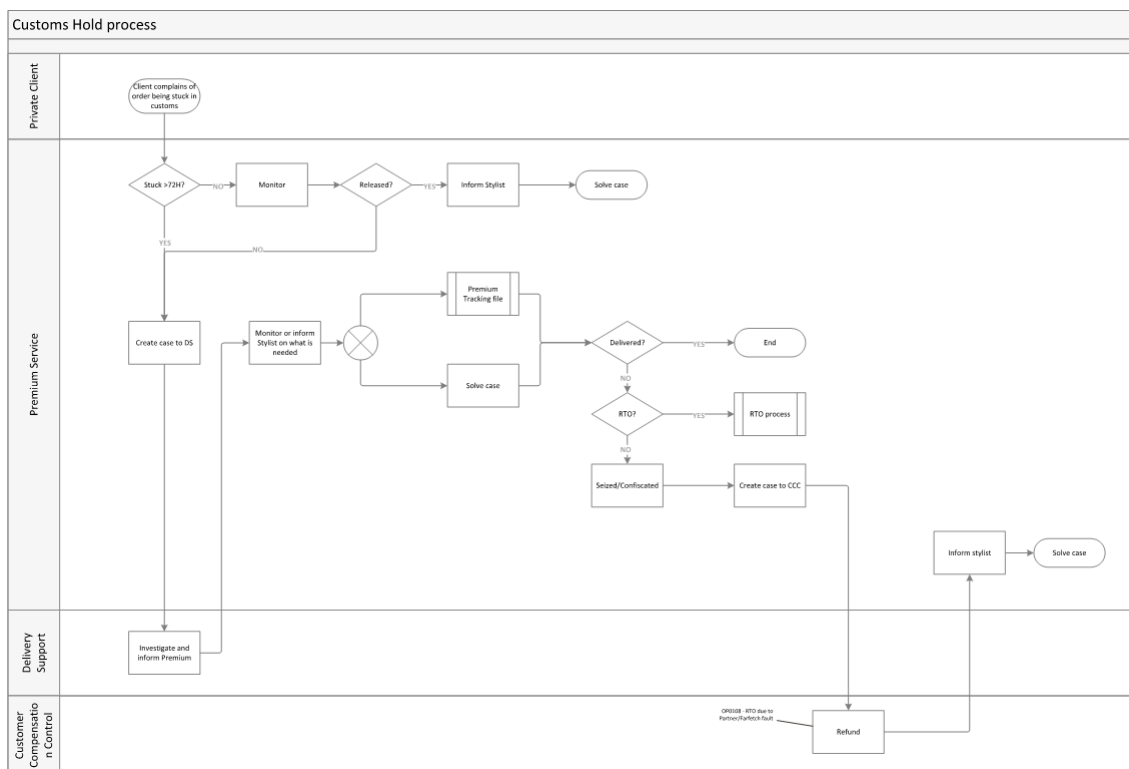 Customs Hold process
Private Client
Client complains of
order being stuck in
customs
Premium Service
Stuck >72H?
NO
Monitor
Released?
YES
Inform Stylist
Solve case
YES
NO
Premium
Tracking file
Create case to DS
Monitor or inform
Stylist on what is
needed
Delivered?
YES
End
Solve case
NO
RTO?
YES
RTO process
NO
Seized/Confiscated
Create case to CCC
Inform stylist
Solve case
Delivery
Support
Investigate and
inform Premium
Customer
Compensatio
n Control
RTO due to
Partner/Farfetch fault
Refund